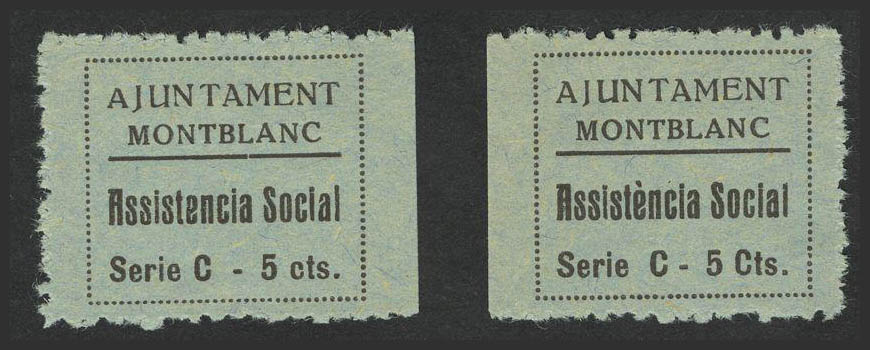 AJUNTAMENT
MONTBLANC
Assistencia Social
Serie C - 5 cts.
AJUNTAMENT
MONTBLANC
Assistència Social
Serie C - 5 Cts.